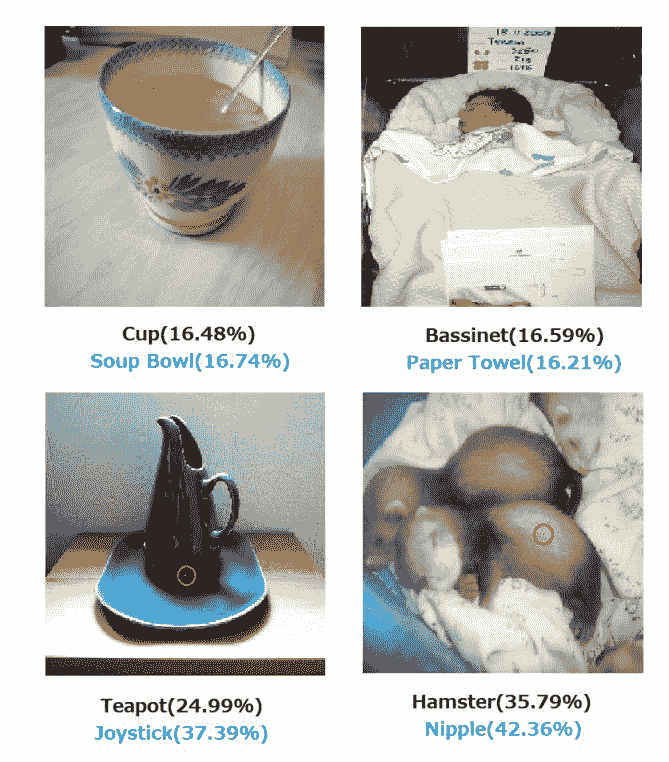 Cup(16.48%)
Soup Bowl(16.74%)
Bassinet(16.59%)
Paper Towel(16.21%)
Teapot(24.99%)
Joystick(37.39%)
Hamster(35.79%)
Nipple(42.36%)